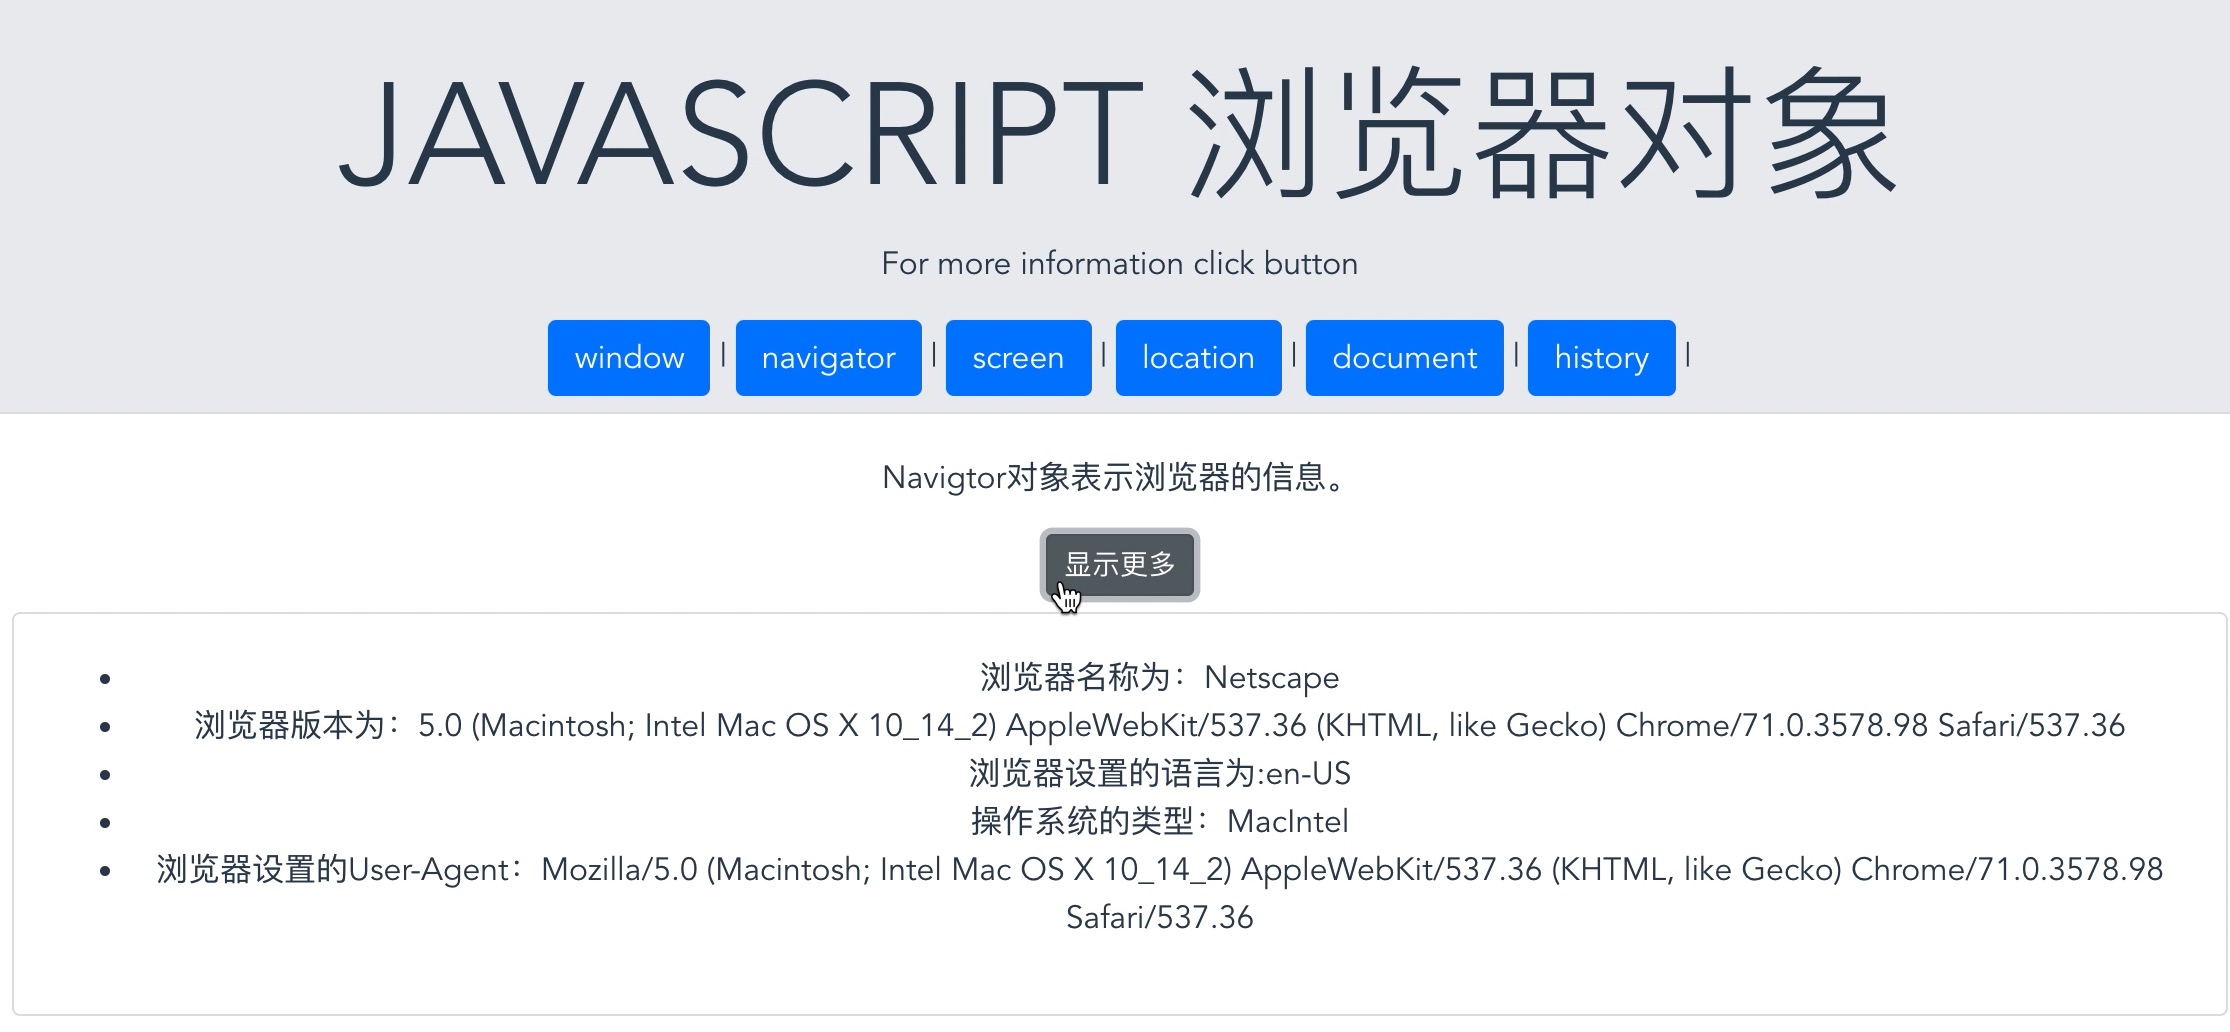 JAVASCRIPT 浏览器对象
For more information click button
window | navigator | screen | location | document | history |
Navigtor对象表示浏览器的信息。
显示更多
• 浏览器名称为：Netscape
• 浏览器版本为：5.0 (Macintosh; Intel Mac OS X 10_14_2) AppleWebKit/537.36 (KHTML, like Gecko) Chrome/71.0.3578.98 Safari/537.36
• 浏览器设置的语言为:en-US
• 操作系统的类型：MacIntel
• 浏览器设置的User-Agent：Mozilla/5.0 (Macintosh; Intel Mac OS X 10_14_2) AppleWebKit/537.36 (KHTML, like Gecko) Chrome/71.0.3578.98
Safari/537.36